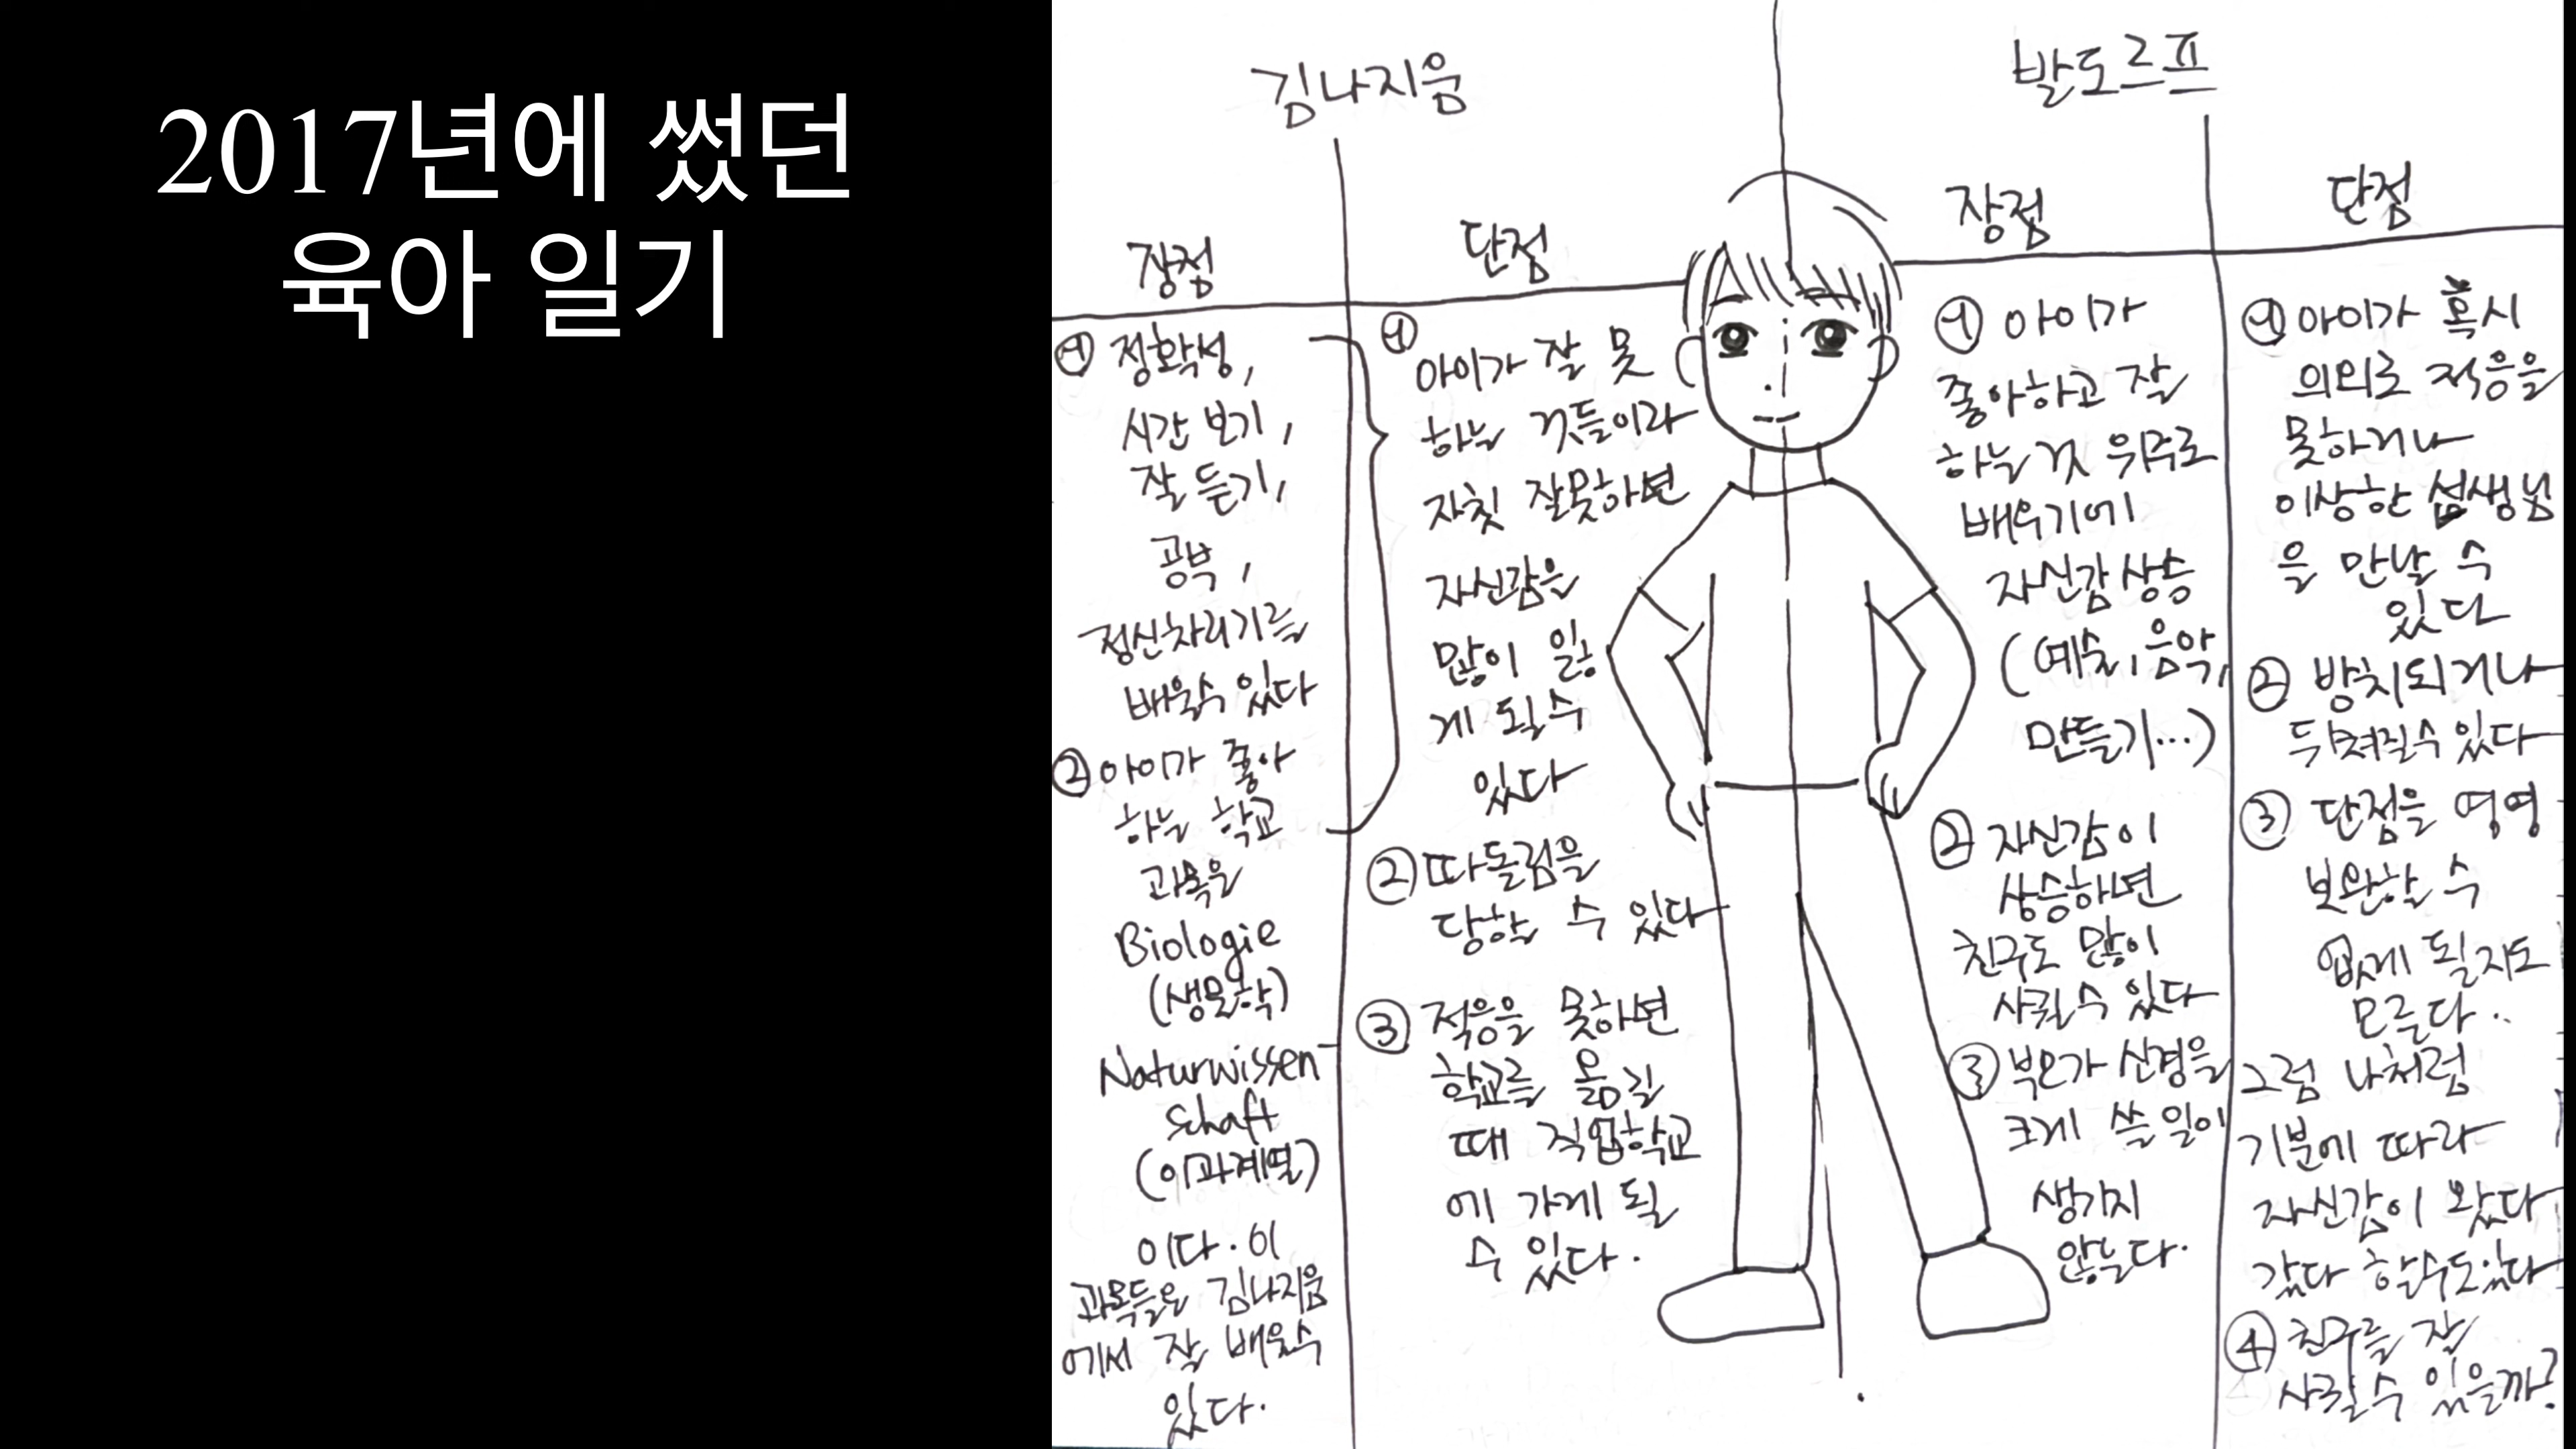 2017년에 썼던
육아 일기
김나지움
장점
① 정확성,
시간 보기,
잘 듣기,
공부,
정신차리기를
배울수 있다
② 아이가 좋아
하는 학교
과목은
Biologie
(생물학)
Naturwissen-
schaft
(이과계열)
이다. 이
과목들은 김나지움
에서 잘 배울수
있다.
단점
①
아이가 잘 못
하는 것들이라
자칫 잘못하면
자신감을
많이 잃
게 될 수
있다
② 따돌림을
당할 수 있다
③ 적응을 못하면
학교를 옮길
때 직업학교
에 가게 될
수 있다.
발도르프
장점
① 아이가
좋아하고 잘
하는 것 위주로
배우기에
자신감 상승
(예술, 음악,
만들기...)
② 자신감이
상승하면
친구도 많이
사귈수 있다
③ 부모가 신경을
크게 쓸 일이
생기지
않는다.
단점
① 아이가 혹시
의외로 적응을
못하거나
이상한 선생님
을 만날 수
있다
② 방치되거나
뒤쳐질수 있다
③ 단점을 영영
보완할 수
없게 될지도
모른다..
그럼 나처럼
기분에 따라
자신감이 왔다
갔다 할수도있다
④ 친구를 잘
사귈 수 있을까?